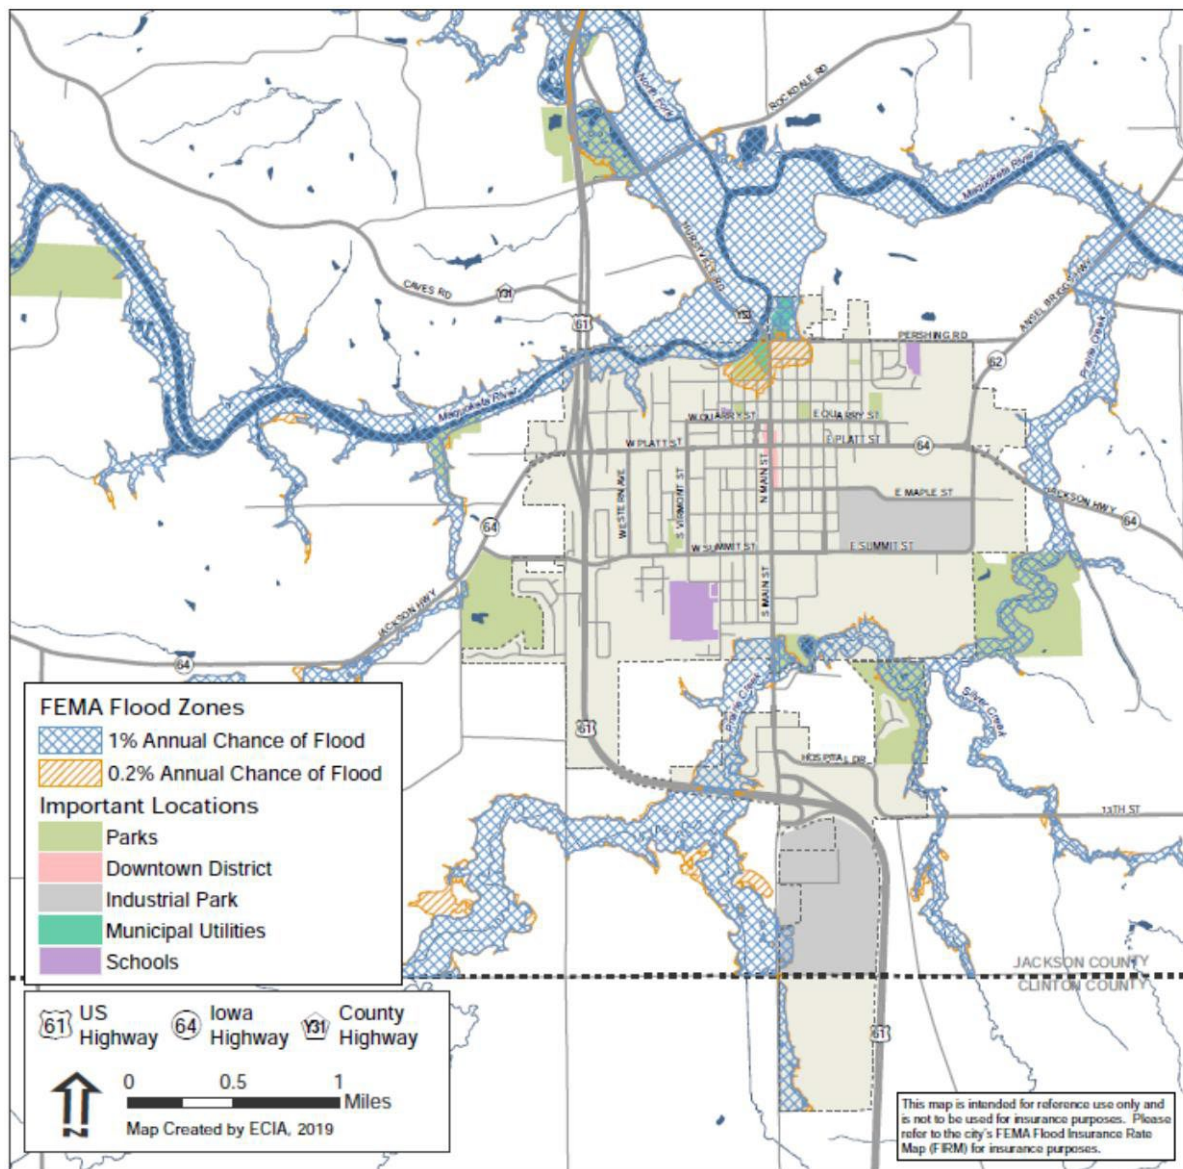 North Fork
ROCKDALE RD
Maquoketa River
HURSTVILLE RD
CAVES RD
Y31
61
Y53
ANSEL BRIGGS HWY
PERSHING RD
62
Prairie Creek
Maquoketa River
W QUARRY ST
E QUARRY ST
W PLATT ST
E PLATT ST
64
N MAIN ST
WESTERN AVE
S VIRMONT ST
E MAPLE ST
JACKSON HWY
64
64
W SUMMIT ST
E SUMMIT ST
S MAIN ST
JACKSON HWY
64
Prairie Creek
Silver Creek
61
HOSPITAL DR
13TH ST
JACKSON COUNTY
CLINTON COUNTY
61
FEMA Flood Zones
1% Annual Chance of Flood
0.2% Annual Chance of Flood
Important Locations
Parks
Downtown District
Industrial Park
Municipal Utilities
Schools
61 US Highway
64 Iowa Highway
Y31 County Highway
N
0 0.5 1
Miles
Map Created by ECIA, 2019
This map is intended for reference use only and
is not to be used for insurance purposes. Please
refer to the city's FEMA Flood Insurance Rate
Map (FIRM) for insurance purposes.